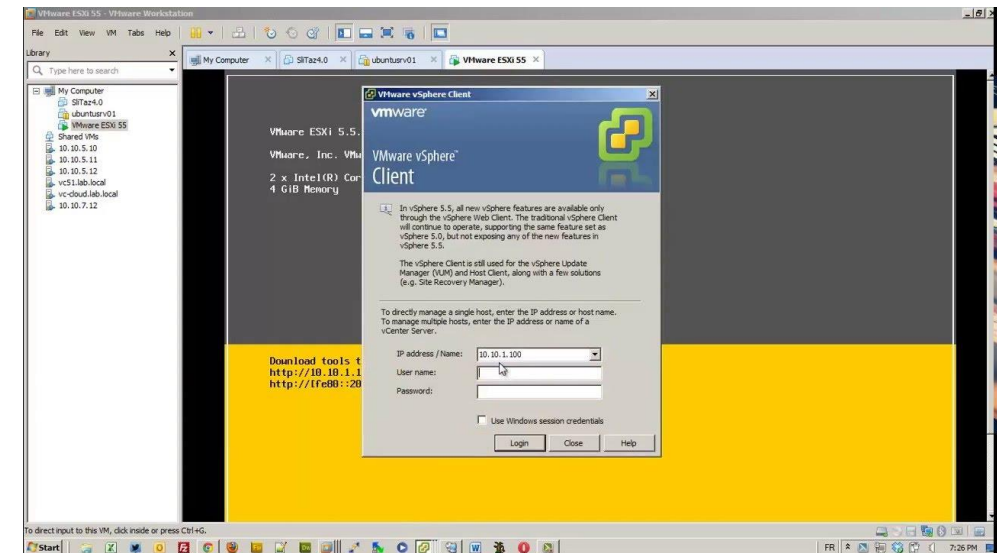 VMware ESXi 55 - VMware Workstation
File Edit View VM Tabs Help
Library
Type here to search
My Computer
SliTaz4.0
ubuntusrv01
VMware ESXi 55
Shared VMs
10.10.5.10
10.10.5.11
10.10.5.12
vc51.lab.local
vc-cloud.lab.local
10.10.7.12
My Computer SliTaz4.0 ubuntusrv01 VMware ESXi 55
VMware ESXi 5.5.
VMware, Inc. VMw
2 x Intel(R) Cor
4 GiB Memory
Download tools t
http://10.10.1.1
http://[fe80::20
VMware vSphere Client
vmware
VMware vSphere™
Client
In vSphere 5.5, all new vSphere features are available only
through the vSphere Web Client. The traditional vSphere Client
will continue to operate, supporting the same feature set as
vSphere 5.0, but not exposing any of the new features in
vSphere 5.5.
The vSphere Client is still used for the vSphere Update
Manager (VUM) and Host Client, along with a few solutions
(e.g. Site Recovery Manager).
To directly manage a single host, enter the IP address or host name.
To manage multiple hosts, enter the IP address or name of a
vCenter Server.
IP address / Name: 10.10.1.100
User name:
Password:
Use Windows session credentials
Login Close Help
To direct input to this VM, click inside or press Ctrl+G.
Start FR 7:26 PM